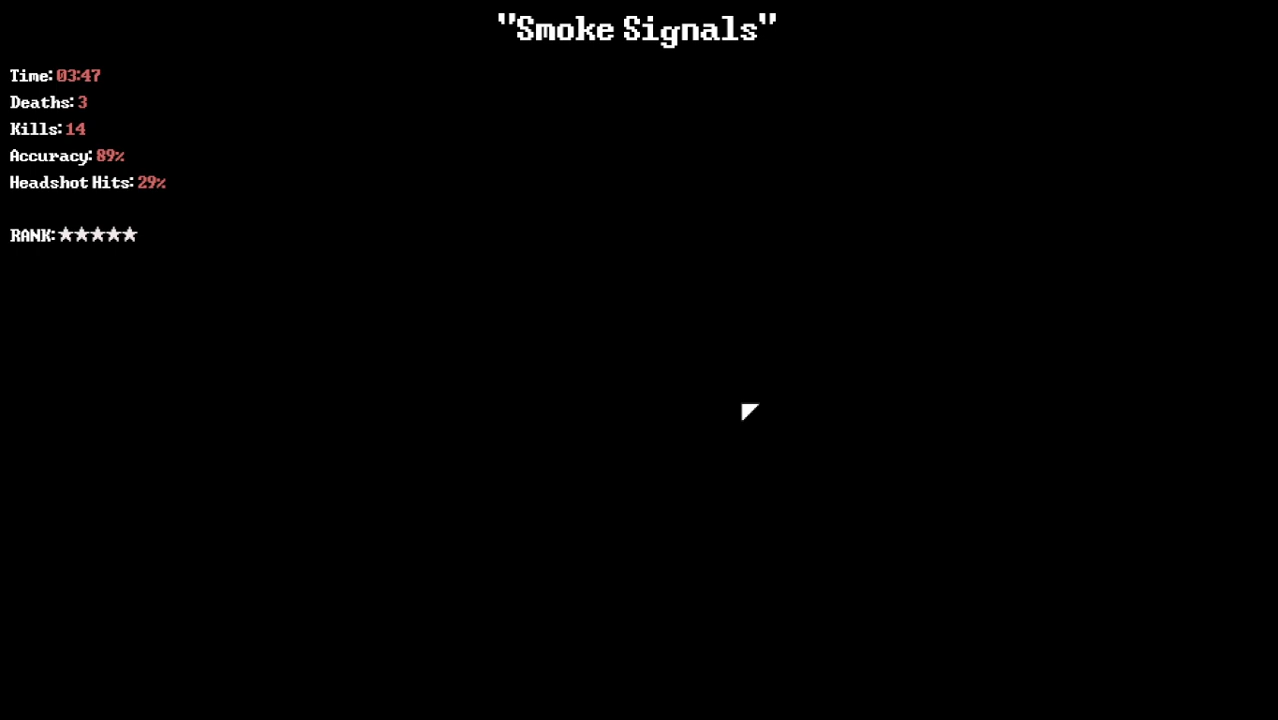 "Smoke Signals"
Time: 03:47
Deaths: 3
Kills: 14
Accuracy: 89%
Headshot Hits: 29%
RANK: ★★★★★